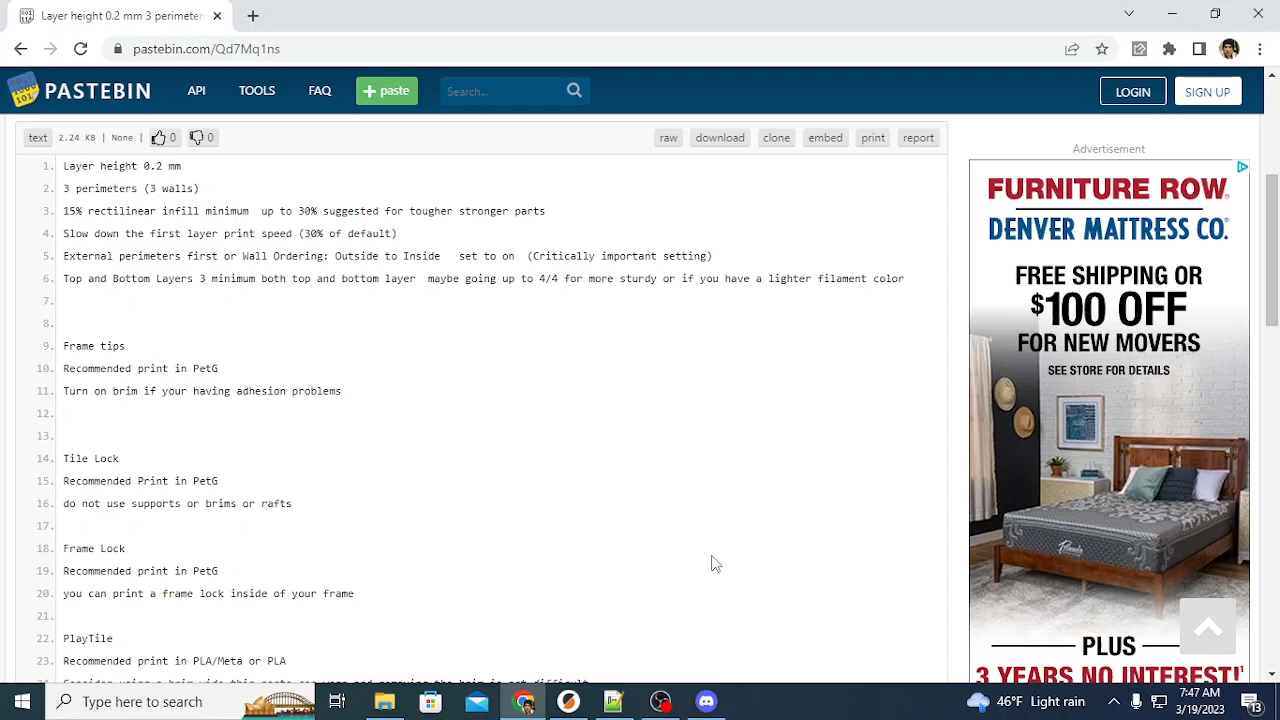 Layer height 0.2 mm 3 perimeter
pastebin.com/Qd7Mq1ns
PASTEBIN
API
TOOLS
FAQ
+ paste
Search...
LOGIN
SIGN UP
text 2.24 KB | None | 0 0
raw download clone embed print report
1. Layer height 0.2 mm
2. 3 perimeters (3 walls)
3. 15% rectilinear infill minimum  up to 30% suggested for tougher stronger parts
4. Slow down the first layer print speed (30% of default)
5. External perimeters first or Wall Ordering: Outside to Inside   set to on  (Critically important setting)
6. Top and Bottom Layers 3 minimum both top and bottom layer  maybe going up to 4/4 for more sturdy or if you have a lighter filament color
7.
8.
9. Frame tips
10. Recommended print in PetG
11. Turn on brim if your having adhesion problems
12.
13.
14. Tile Lock
15. Recommended Print in PetG
16. do not use supports or brims or rafts
17.
18. Frame Lock
19. Recommended print in PetG
20. you can print a frame lock inside of your frame
21.
22. PlayTile
23. Recommended print in PLA/Meta or PLA
Advertisement
FURNITURE ROW
DENVER MATTRESS CO.
FREE SHIPPING OR
$100 OFF
FOR NEW MOVERS
SEE STORE FOR DETAILS
PLUS
3 YEARS NO INTEREST!
Type here to search
46°F Light rain
7:47 AM
3/19/2023
13